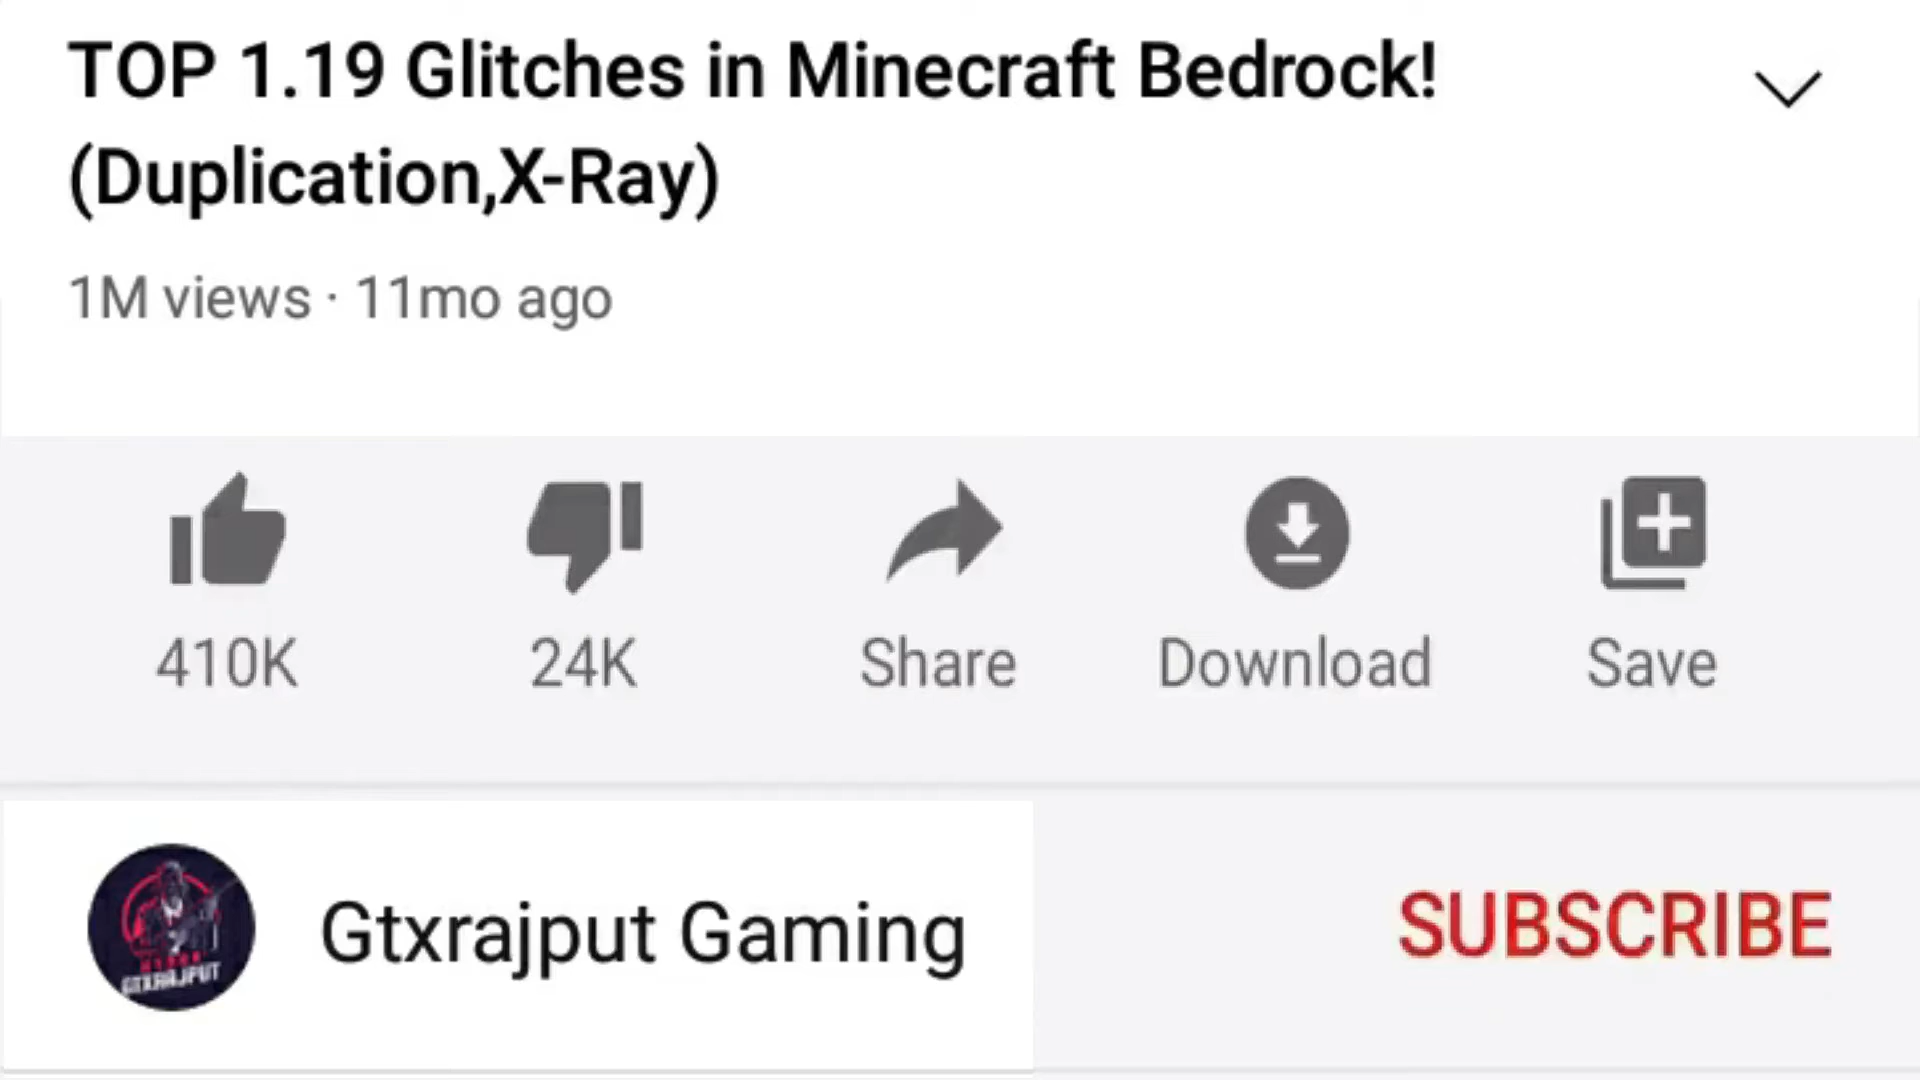 TOP 1.19 Glitches in Minecraft Bedrock!
(Duplication,X-Ray)
1M views · 11mo ago
410K
24K
Share
Download
Save
GTXRAJPUT
Gtxrajput Gaming
SUBSCRIBE